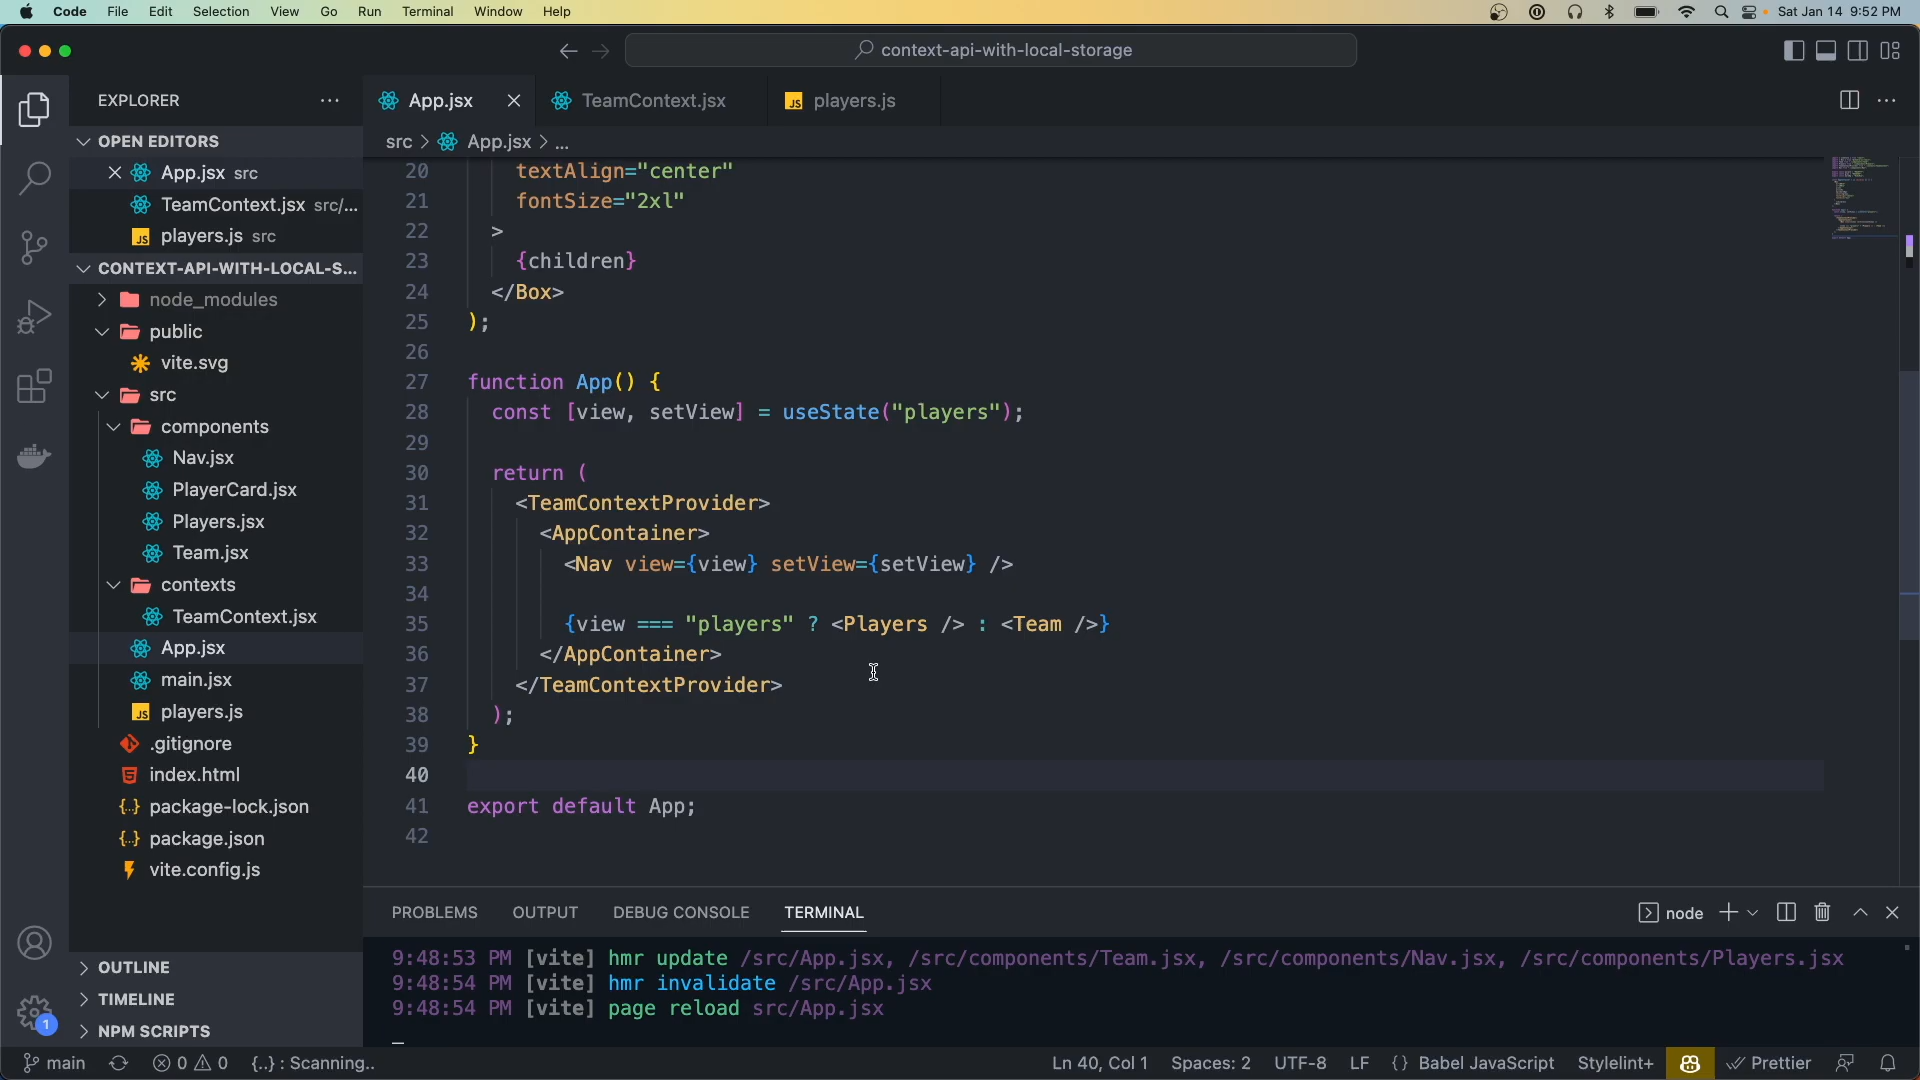 Code File Edit Selection View Go Run Terminal Window Help Sat Jan 14 9:52 PM
context-api-with-local-storage
EXPLORER
OPEN EDITORS
App.jsx src
TeamContext.jsx src/...
players.js src
CONTEXT-API-WITH-LOCAL-S...
node_modules
public
vite.svg
src
components
Nav.jsx
PlayerCard.jsx
Players.jsx
Team.jsx
contexts
TeamContext.jsx
App.jsx
main.jsx
players.js
.gitignore
index.html
package-lock.json
package.json
vite.config.js
OUTLINE
TIMELINE
NPM SCRIPTS
1
App.jsx TeamContext.jsx JS players.js
src > App.jsx > ...
20 textAlign="center"
21 fontSize="2xl"
22 >
23 {children}
24 </Box>
25 );
26
27 function App() {
28 const [view, setView] = useState("players");
29
30 return (
31 <TeamContextProvider>
32 <AppContainer>
33 <Nav view={view} setView={setView} />
34
35 {view === "players" ? <Players /> : <Team />}
36 </AppContainer>
37 </TeamContextProvider>
38 );
39 }
40
41 export default App;
42
PROBLEMS OUTPUT DEBUG CONSOLE TERMINAL node
9:48:53 PM [vite] hmr update /src/App.jsx, /src/components/Team.jsx, /src/components/Nav.jsx, /src/components/Players.jsx
9:48:54 PM [vite] hmr invalidate /src/App.jsx
9:48:54 PM [vite] page reload src/App.jsx
main 0 0 {..} : Scanning.. Ln 40, Col 1 Spaces: 2 UTF-8 LF {} Babel JavaScript Stylelint+ Prettier